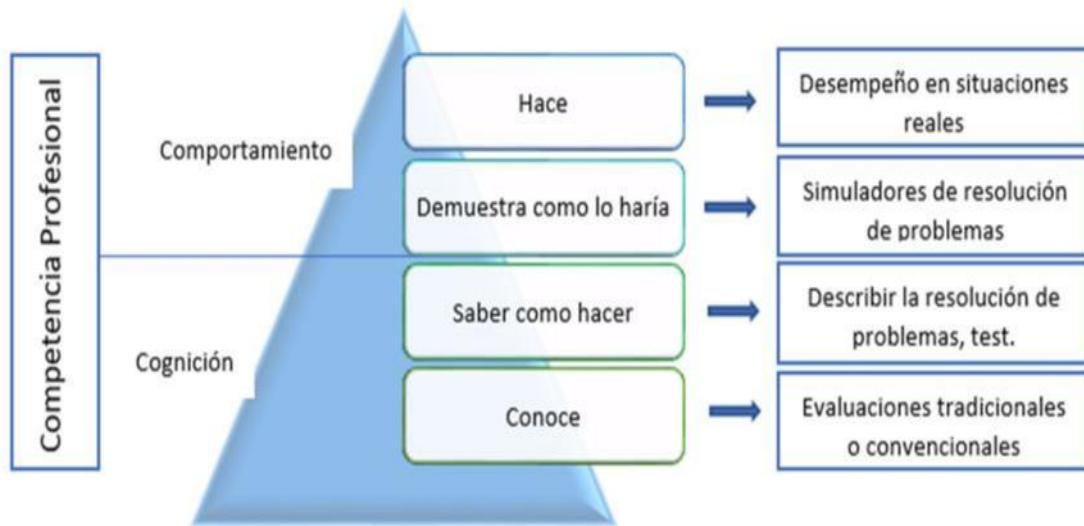 Competencia Profesional
Comportamiento
Cognición
Hace
Desempeño en situaciones
reales
Demuestra como lo haría
Simuladores de resolución
de problemas
Saber como hacer
Describir la resolución de
problemas, test.
Conoce
Evaluaciones tradicionales
o convencionales